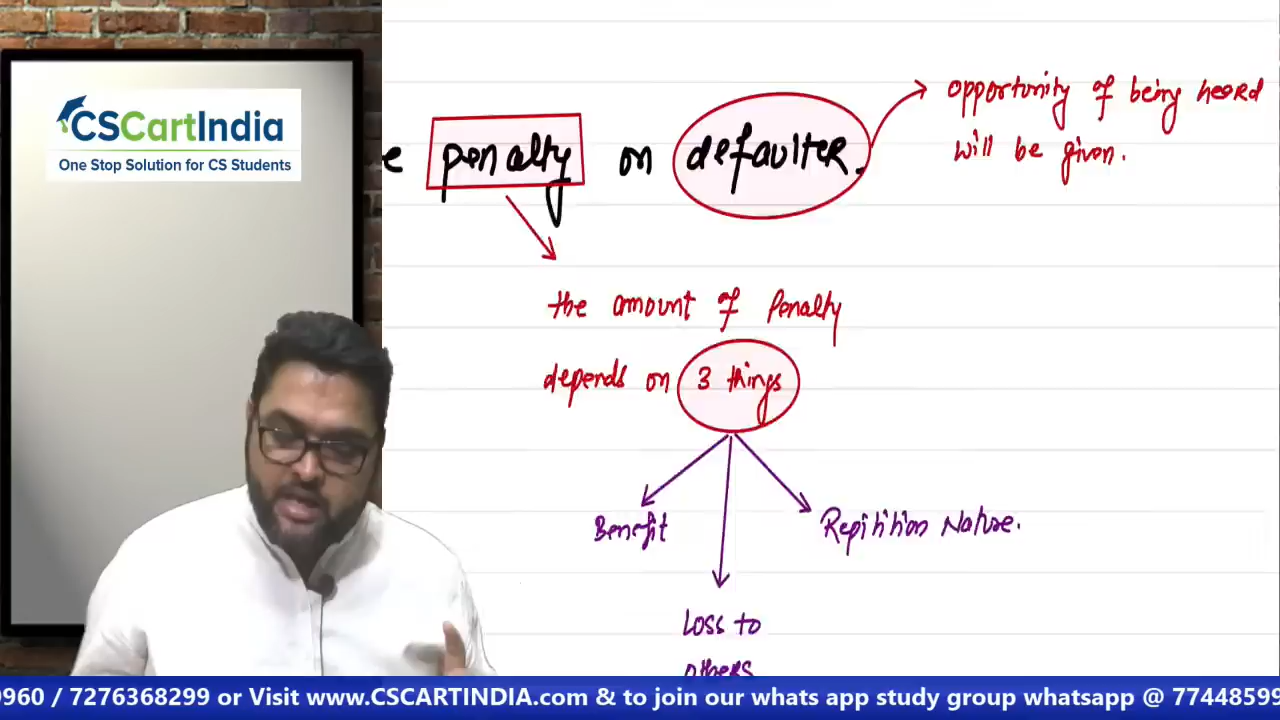 CSCartIndia
One Stop Solution for CS Students
e penalty on defaulter.
opportunity of being heard
will be given.
the amount of Penalty
depends on 3 things
Benefit
Repitition Nature.
Loss to
others
9960 / 7276368299 or Visit www.CSCARTINDIA.com & to join our whats app study group whatsapp @ 77448599